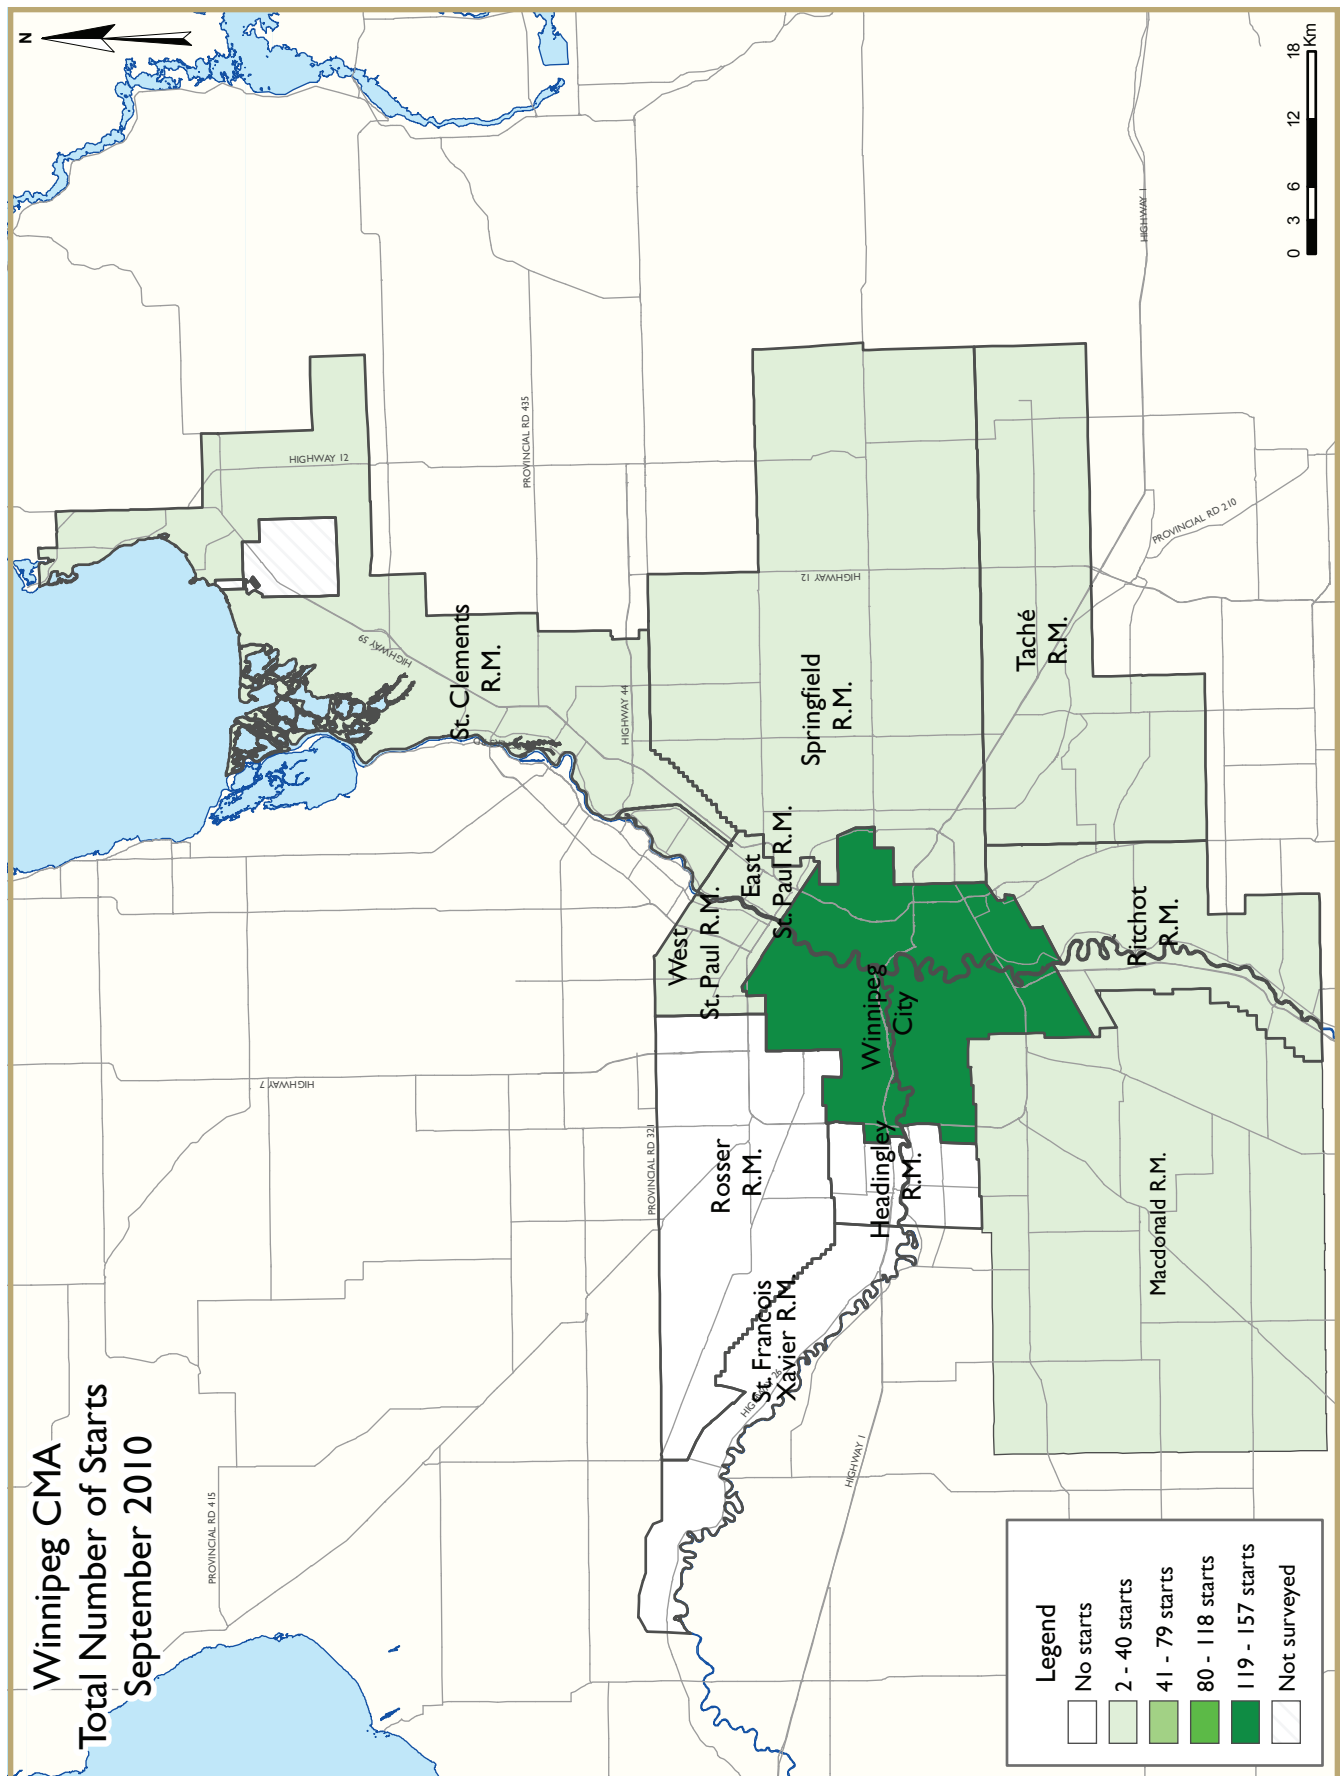 Winnipeg CMA
Total Number of Starts
September 2010
N
HIGHWAY 12
PROVINCIAL RD 435
HIGHWAY 59
St. Clements
R.M.
HIGHWAY 44
HIGHWAY 7
PROVINCIAL RD 321
PROVINCIAL RD 415
West
St. Paul R.M.
East
St. Paul R.M.
Springfield
R.M.
HIGHWAY 12
HIGHWAY 1
Rosser
R.M.
St. Francois
Xavier R.M.
HIGHWAY 26
Headingley
R.M.
Winnipeg
City
HIGHWAY 1
Taché
R.M.
PROVINCIAL RD 210
Ritchot
R.M.
Macdonald R.M.
Legend
No starts
2 - 40 starts
41 - 79 starts
80 - 118 starts
119 - 157 starts
Not surveyed
0 3 6 12 18
Km